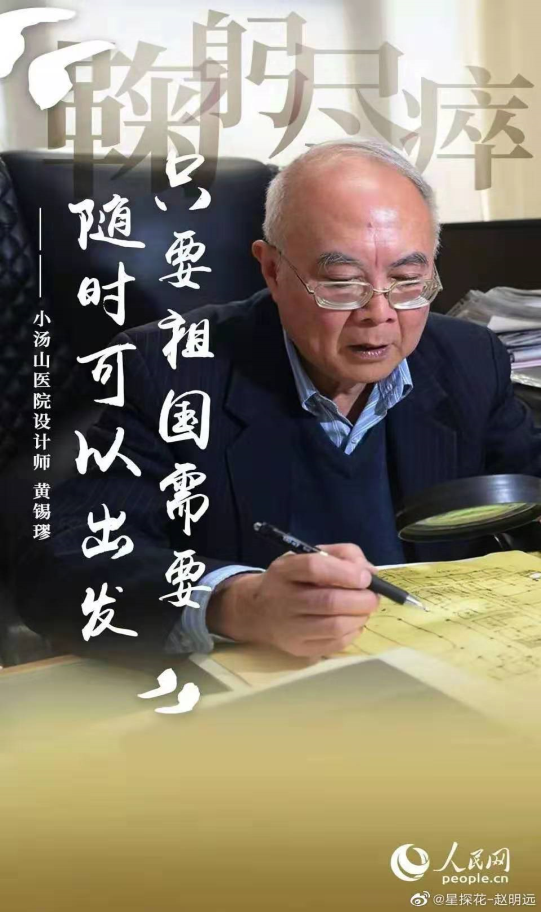 鞠躬尽瘁
“只要祖国需要
随时可以出发”
——小汤山医院设计师 黄锡璆
人民网
people.cn
@星探花-赵明远